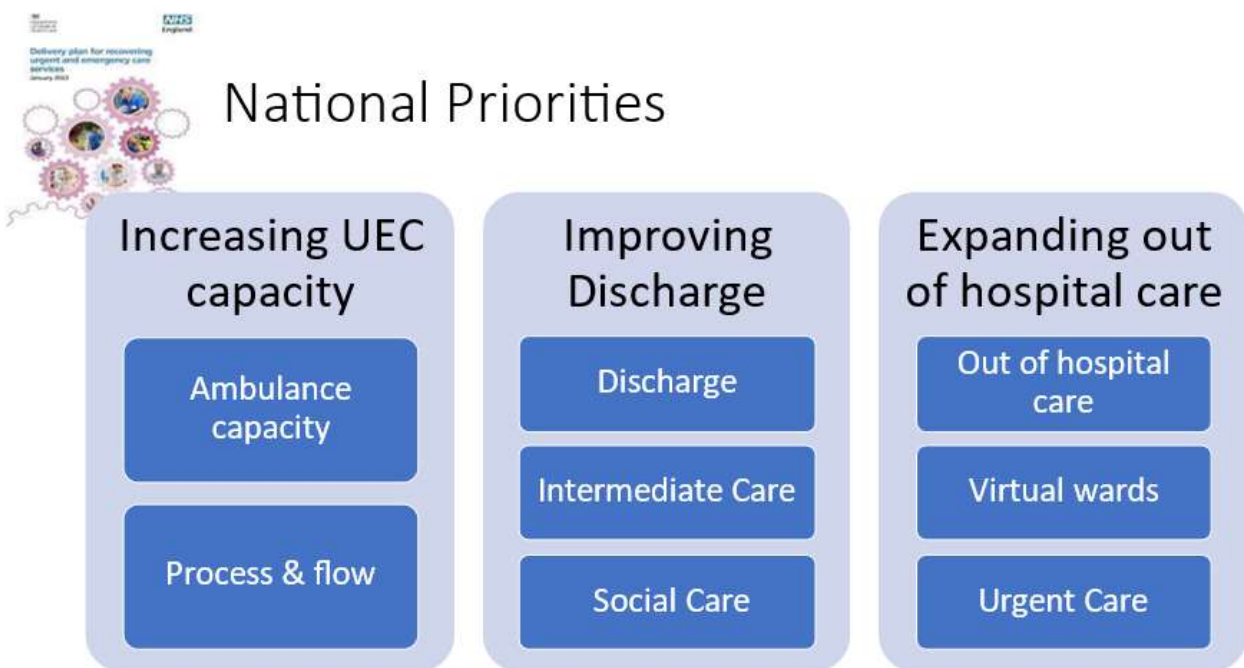 NHS
England
Delivery plan for recovering
urgent and emergency care
services
January 2023
National Priorities
Increasing UEC
capacity
Ambulance
capacity
Process & flow
Improving
Discharge
Discharge
Intermediate Care
Social Care
Expanding out
of hospital care
Out of hospital
care
Virtual wards
Urgent Care